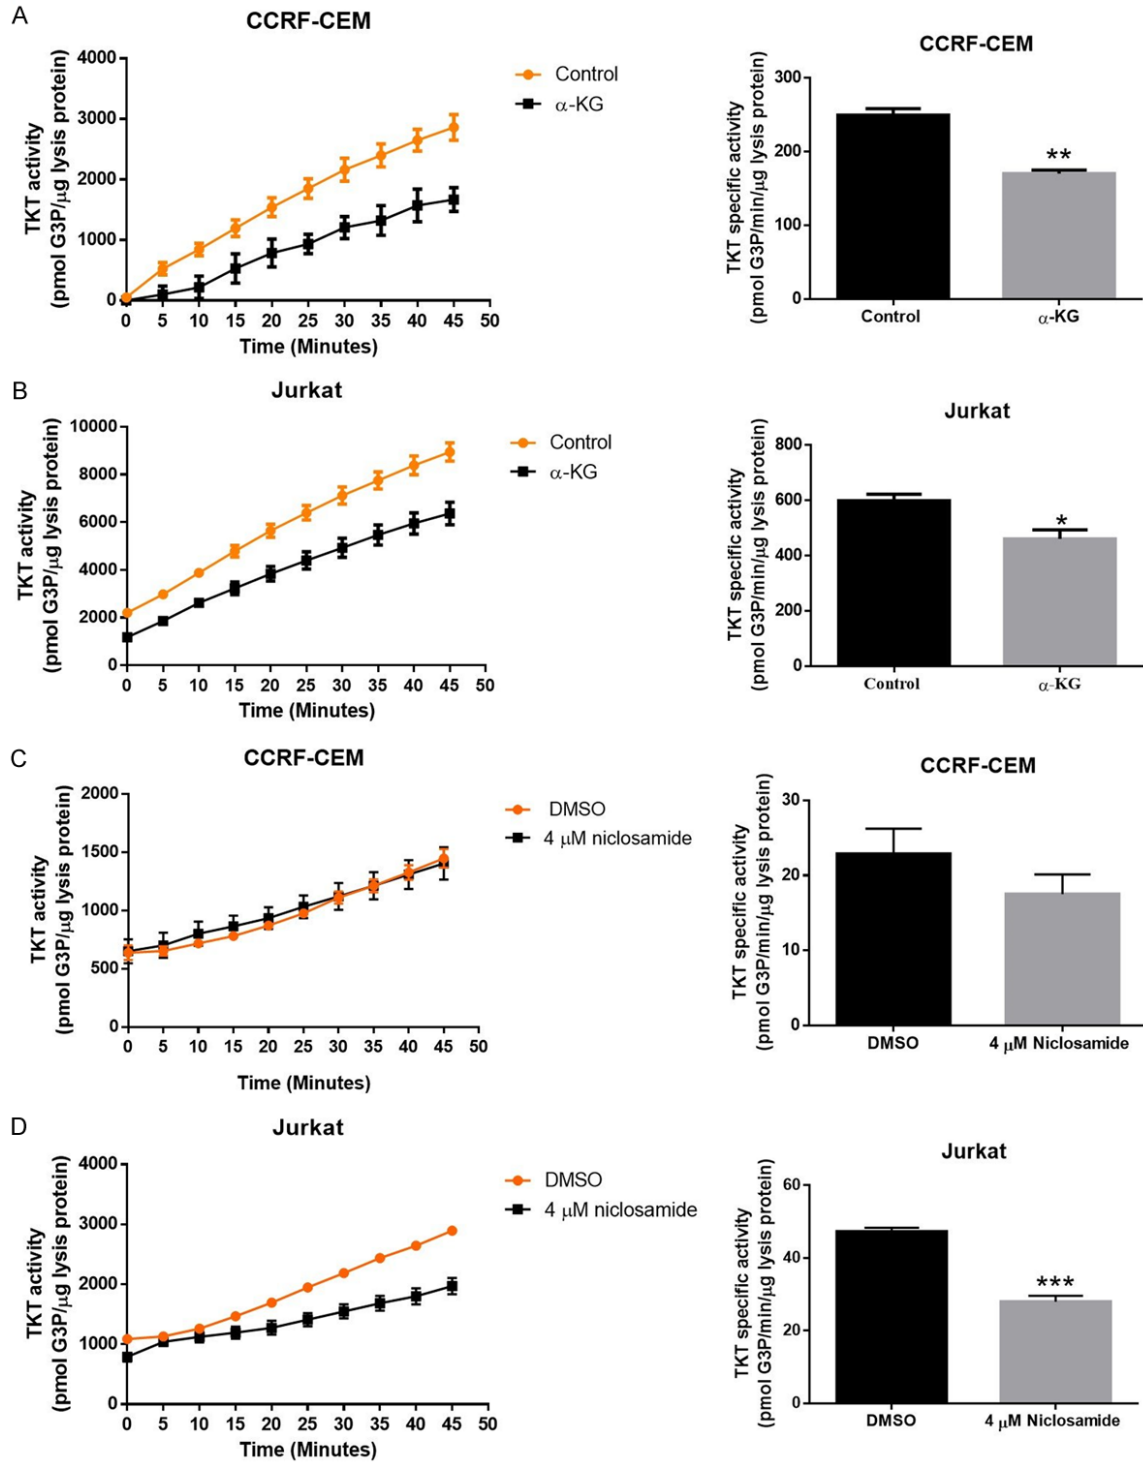 A
CCRF-CEM
TKT activity
(pmol G3P/μg lysis protein)
4000
3000
2000
1000
0
0 5 10 15 20 25 30 35 40 45 50
Time (Minutes)
Control
α-KG
CCRF-CEM
TKT specific activity
(pmol G3P/min/μg lysis protein)
300
200
100
0
**
Control α-KG
B
Jurkat
TKT activity
(pmol G3P/μg lysis protein)
10000
8000
6000
4000
2000
0
0 5 10 15 20 25 30 35 40 45 50
Time (Minutes)
Control
α-KG
Jurkat
TKT specific activity
(pmol G3P/min/μg lysis protein)
800
600
400
200
0
*
Control α-KG
C
CCRF-CEM
TKT activity
(pmol G3P/μg lysis protein)
2000
1500
1000
500
0
0 5 10 15 20 25 30 35 40 45 50
Time (Minutes)
DMSO
4 μM niclosamide
CCRF-CEM
TKT specific activity
(pmol G3P/min/μg lysis protein)
30
20
10
0
DMSO 4 μM Niclosamide
D
Jurkat
TKT activity
(pmol G3P/μg lysis protein)
4000
3000
2000
1000
0
0 5 10 15 20 25 30 35 40 45 50
Time (Minutes)
DMSO
4 μM niclosamide
Jurkat
TKT specific activity
(pmol G3P/min/μg lysis protein)
60
40
20
0
***
DMSO 4 μM Niclosamide